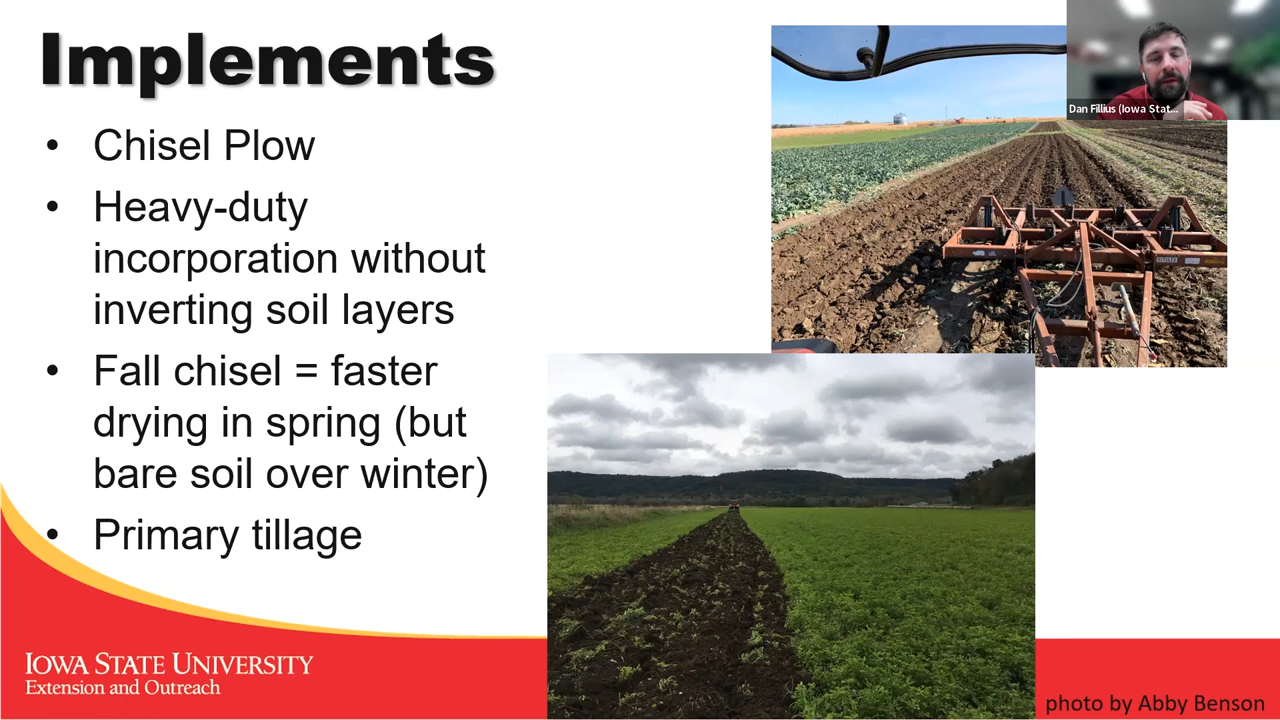 Implements
• Chisel Plow
• Heavy-duty
incorporation without
inverting soil layers
• Fall chisel = faster
drying in spring (but
bare soil over winter)
• Primary tillage
Dan Fillius (Iowa Stat...
IOWA STATE UNIVERSITY
Extension and Outreach
photo by Abby Benson